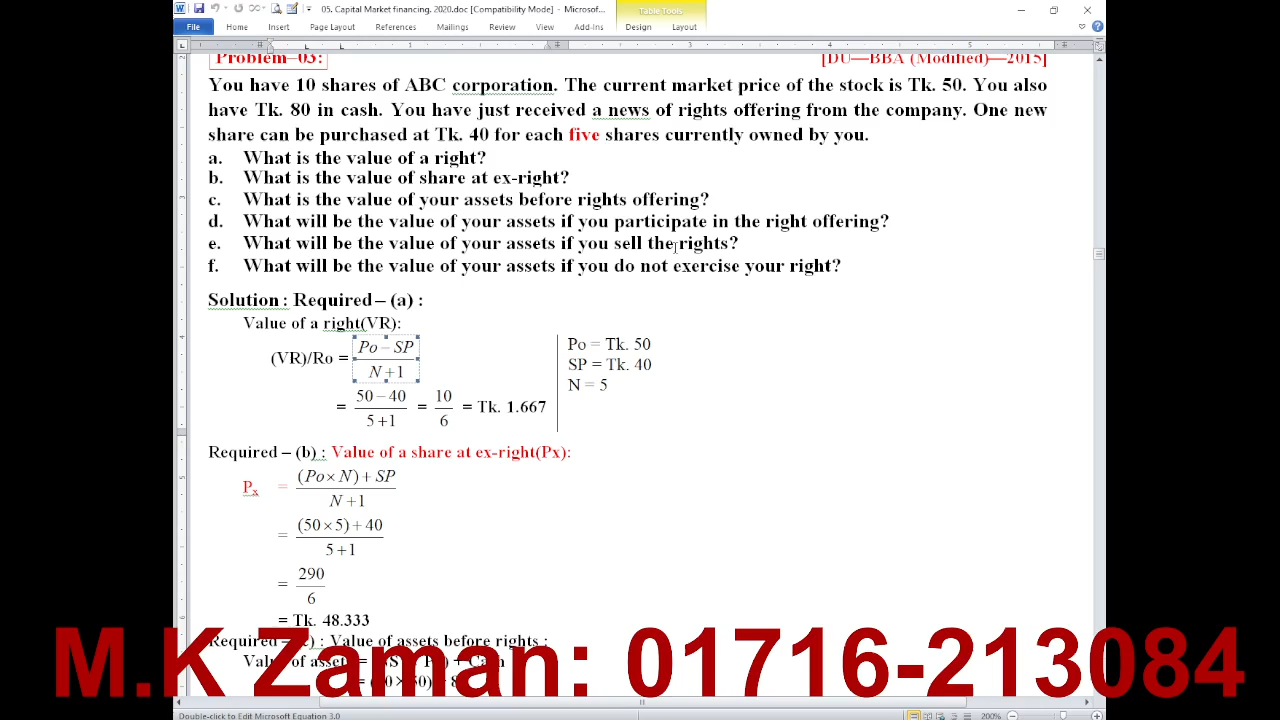 05. Capital Market financing. 2020.doc [Compatibility Mode] - Microsof...
Table Tools
File Home Insert Page Layout References Mailings Review View Add-Ins Design Layout
Problem–03: [DU—BBA (Modified)—2015]
You have 10 shares of ABC corporation. The current market price of the stock is Tk. 50. You also
have Tk. 80 in cash. You have just received a news of rights offering from the company. One new
share can be purchased at Tk. 40 for each five shares currently owned by you.
a. What is the value of a right?
b. What is the value of share at ex-right?
c. What is the value of your assets before rights offering?
d. What will be the value of your assets if you participate in the right offering?
e. What will be the value of your assets if you sell the rights?
f. What will be the value of your assets if you do not exercise your right?
Solution : Required – (a) :
Value of a right(VR):
(VR)/Ro = Po – SP / N +1
= 50 – 40 / 5 +1 = 10 / 6 = Tk. 1.667
Po = Tk. 50
SP = Tk. 40
N = 5
Required – (b) : Value of a share at ex-right(Px):
Px = (Po × N) + SP / N +1
= (50 × 5) + 40 / 5 +1
= 290 / 6
= Tk. 48.333
Required – : Value of assets before rights :
Value of assets
M.K Zaman: 01716-213084
Double-click to Edit Microsoft Equation 3.0
200%